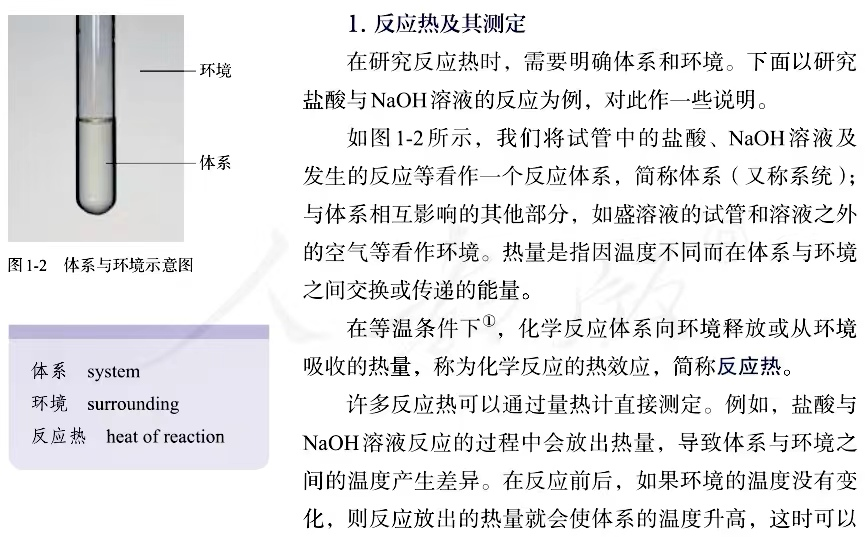 环境
体系
图1-2 体系与环境示意图
体系 system
环境 surrounding
反应热 heat of reaction
1. 反应热及其测定
在研究反应热时，需要明确体系和环境。下面以研究
盐酸与NaOH溶液的反应为例，对此作一些说明。
如图1-2所示，我们将试管中的盐酸、NaOH溶液及
发生的反应等看作一个反应体系，简称体系（又称系统）；
与体系相互影响的其他部分，如盛溶液的试管和溶液之外
的空气等看作环境。热量是指因温度不同而在体系与环境
之间交换或传递的能量。
在等温条件下①，化学反应体系向环境释放或从环境
吸收的热量，称为化学反应的热效应，简称反应热。
许多反应热可以通过量热计直接测定。例如，盐酸与
NaOH溶液反应的过程中会放出热量，导致体系与环境之
间的温度产生差异。在反应前后，如果环境的温度没有变
化，则反应放出的热量就会使体系的温度升高，这时可以